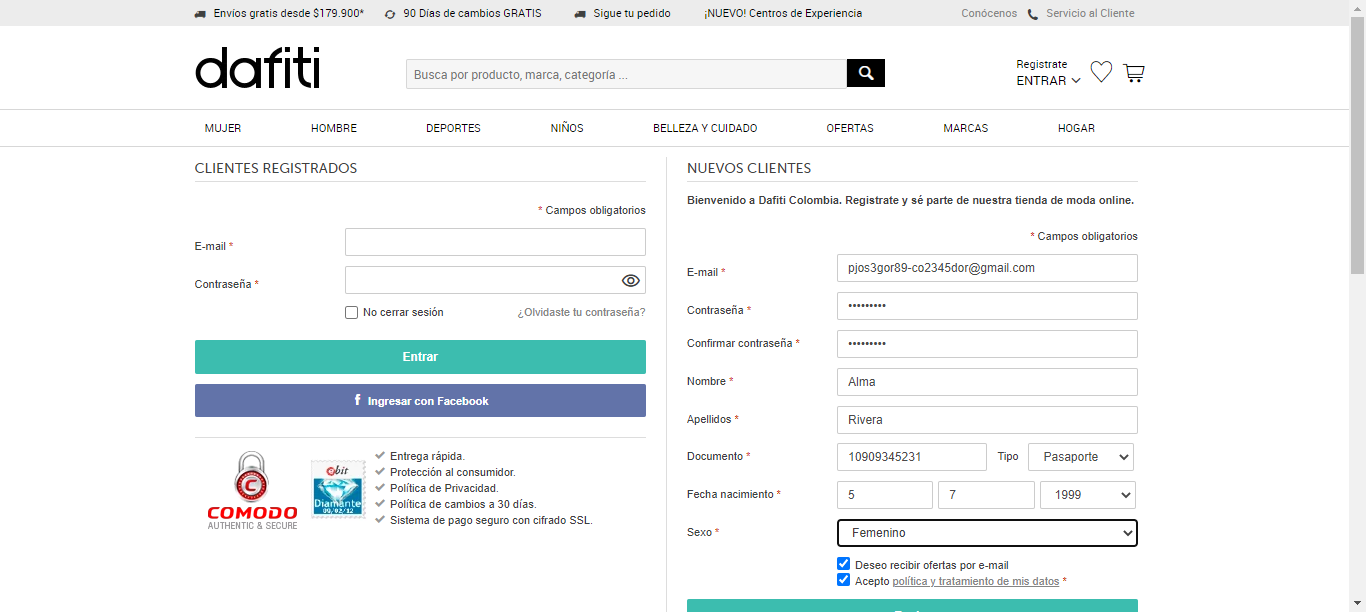 Envíos gratis desde $179.900*
90 Días de cambios GRATIS
Sigue tu pedido
¡NUEVO! Centros de Experiencia
Conócenos
Servicio al Cliente
dafiti
Busca por producto, marca, categoría ...
Registrate
ENTRAR
MUJER
HOMBRE
DEPORTES
NIÑOS
BELLEZA Y CUIDADO
OFERTAS
MARCAS
HOGAR
CLIENTES REGISTRADOS
* Campos obligatorios
E-mail *
Contraseña *
No cerrar sesión
¿Olvidaste tu contraseña?
Entrar
f Ingresar con Facebook
C
COMODO
AUTHENTIC & SECURE
ebit
Diamante
09/02/12
Entrega rápida.
Protección al consumidor.
Política de Privacidad.
Política de cambios a 30 días.
Sistema de pago seguro con cifrado SSL.
NUEVOS CLIENTES
Bienvenido a Dafiti Colombia. Registrate y sé parte de nuestra tienda de moda online.
* Campos obligatorios
E-mail * pjos3gor89-co2345dor@gmail.com
Contraseña * •••••••••
Confirmar contraseña * •••••••••
Nombre * Alma
Apellidos * Rivera
Documento * 10909345231 Tipo Pasaporte
Fecha nacimiento * 5 7 1999
Sexo * Femenino
Deseo recibir ofertas por e-mail
Acepto política y tratamiento de mis datos *